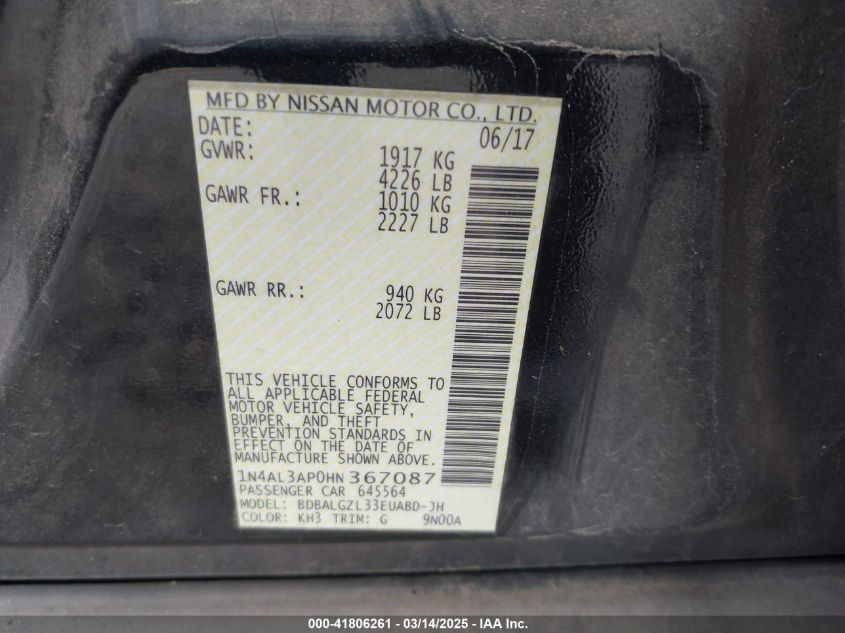 MFD BY NISSAN MOTOR CO., LTD.
DATE: 06/17
GVWR: 1917 KG
4226 LB
GAWR FR.: 1010 KG
2227 LB
GAWR RR.: 940 KG
2072 LB
THIS VEHICLE CONFORMS TO
ALL APPLICABLE FEDERAL
MOTOR VEHICLE SAFETY,
BUMPER, AND THEFT
PREVENTION STANDARDS IN
EFFECT ON THE DATE OF
MANUFACTURE SHOWN ABOVE.
1N4AL3AP0HN 367087
PASSENGER CAR 645564
MODEL: BDBALGZL33EUABD-JH
COLOR: KH3 TRIM: G 9N00A
000-41806261 - 03/14/2025 - IAA Inc.